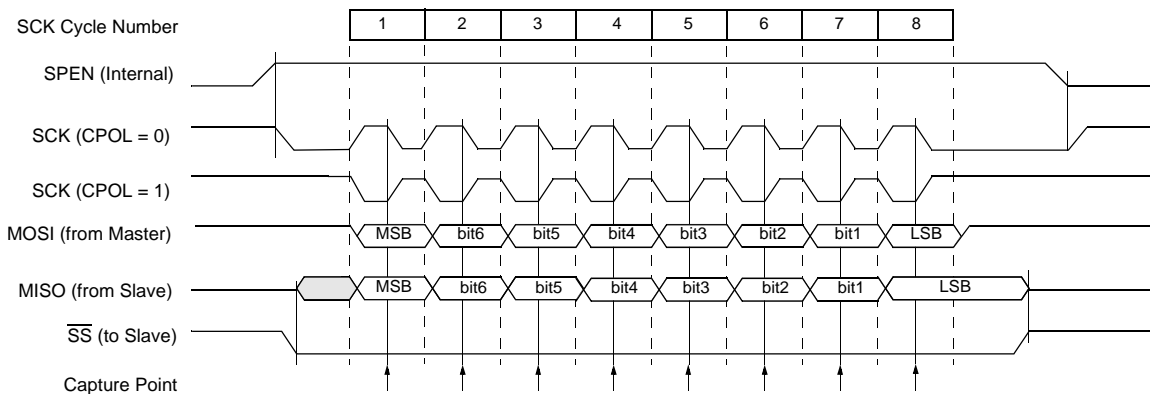 SCK Cycle Number 1 2 3 4 5 6 7 8
SPEN (Internal)
SCK (CPOL = 0)
SCK (CPOL = 1)
MOSI (from Master) MSB bit6 bit5 bit4 bit3 bit2 bit1 LSB
MISO (from Slave) MSB bit6 bit5 bit4 bit3 bit2 bit1 LSB
S̅S̅ (to Slave)
Capture Point